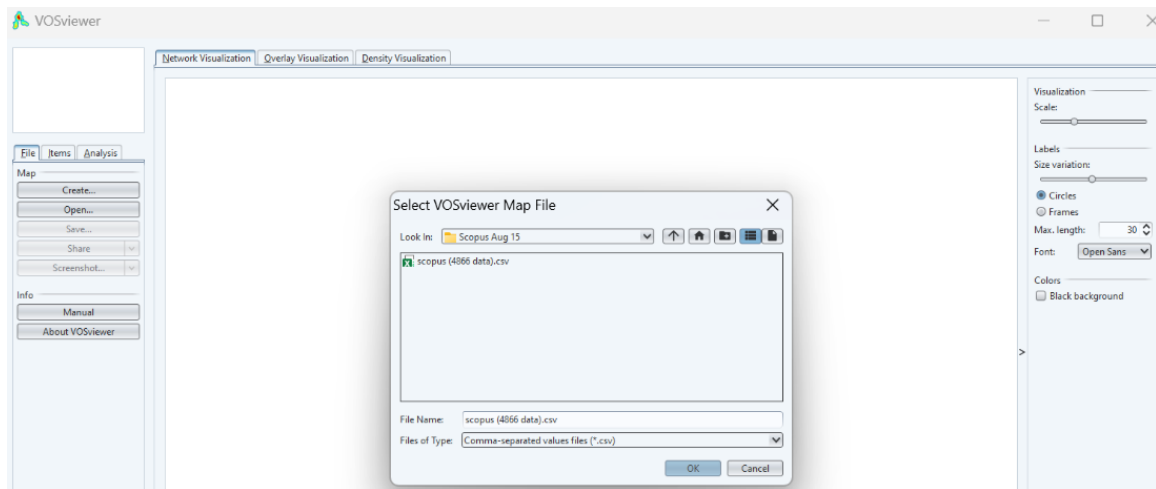 VOSviewer
Network Visualization Overlay Visualization Density Visualization
File Items Analysis
Map
Create...
Open...
Save...
Share
Screenshot...
Info
Manual
About VOSviewer
Select VOSviewer Map File
Look In: Scopus Aug 15
scopus (4866 data).csv
File Name: scopus (4866 data).csv
Files of Type: Comma-separated values files (*.csv)
OK Cancel
>
Visualization
Scale:
Labels
Size variation:
Circles
Frames
Max. length: 30
Font: Open Sans
Colors
Black background